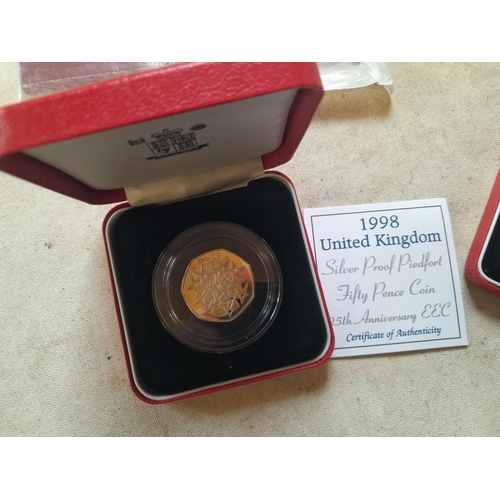 1998
United Kingdom
Silver Proof Piedfort
Fifty Pence Coin
25th Anniversary EEC
Certificate of Authenticity